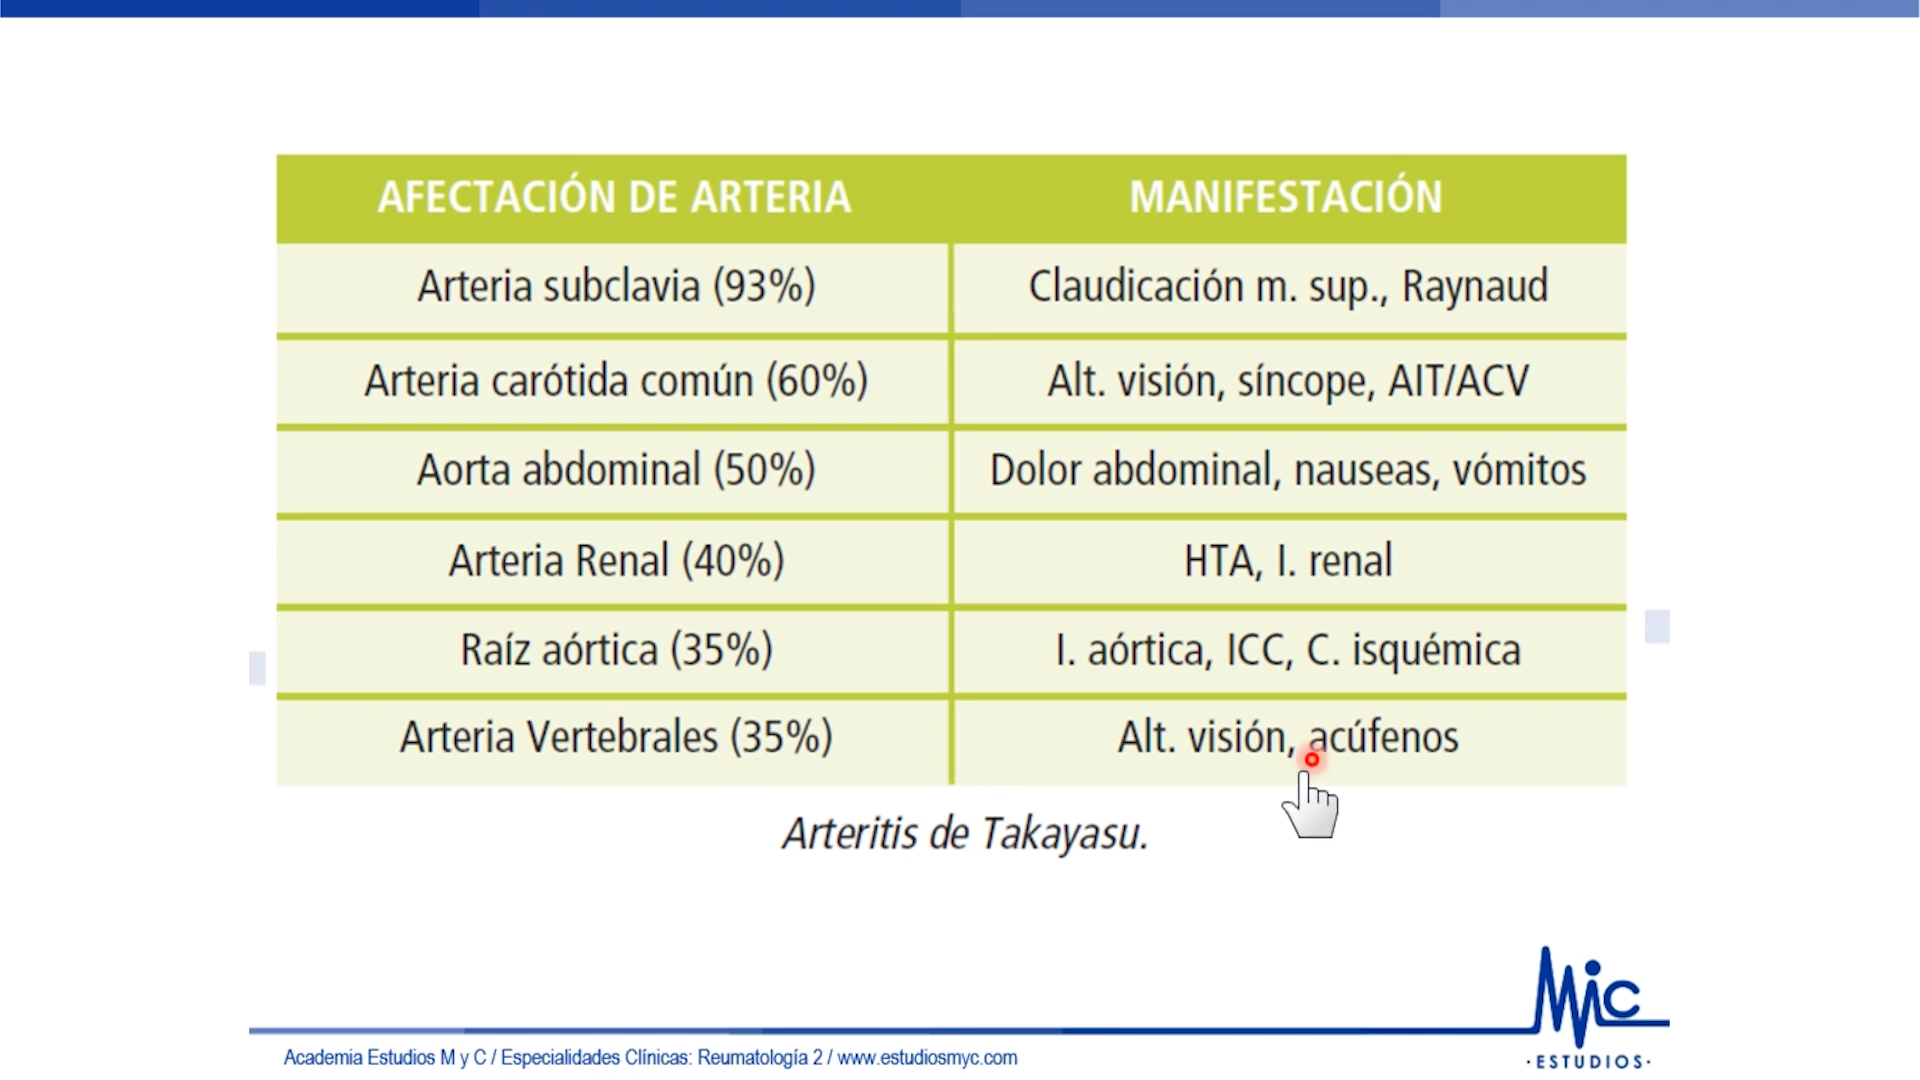 AFECTACIÓN DE ARTERIA MANIFESTACIÓN
Arteria subclavia (93%) Claudicación m. sup., Raynaud
Arteria carótida común (60%) Alt. visión, síncope, AIT/ACV
Aorta abdominal (50%) Dolor abdominal, nauseas, vómitos
Arteria Renal (40%) HTA, I. renal
Raíz aórtica (35%) I. aórtica, ICC, C. isquémica
Arteria Vertebrales (35%) Alt. visión, acúfenos
Arteritis de Takayasu.
MiC
·ESTUDIOS·
Academia Estudios M y C / Especialidades Clínicas: Reumatología 2 / www.estudiosmyc.com